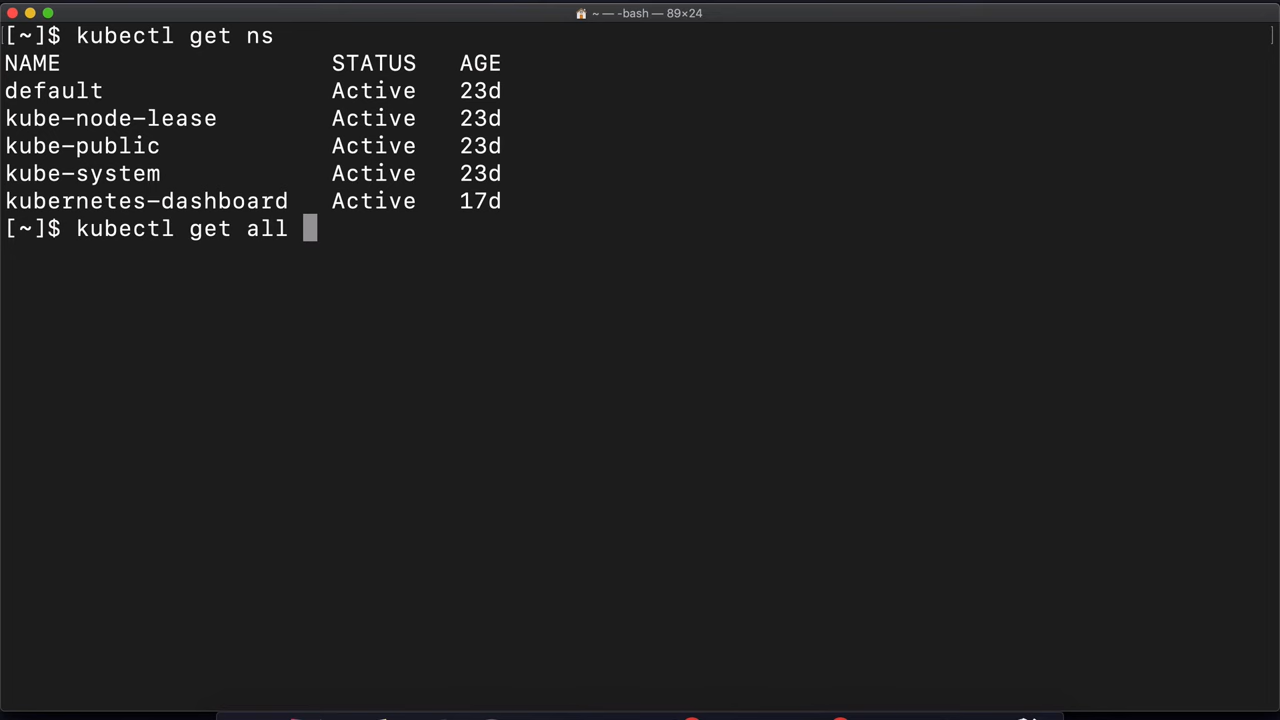 ~ — -bash — 89×24
[~]$ kubectl get ns
NAME STATUS AGE
default Active 23d
kube-node-lease Active 23d
kube-public Active 23d
kube-system Active 23d
kubernetes-dashboard Active 17d
[~]$ kubectl get all